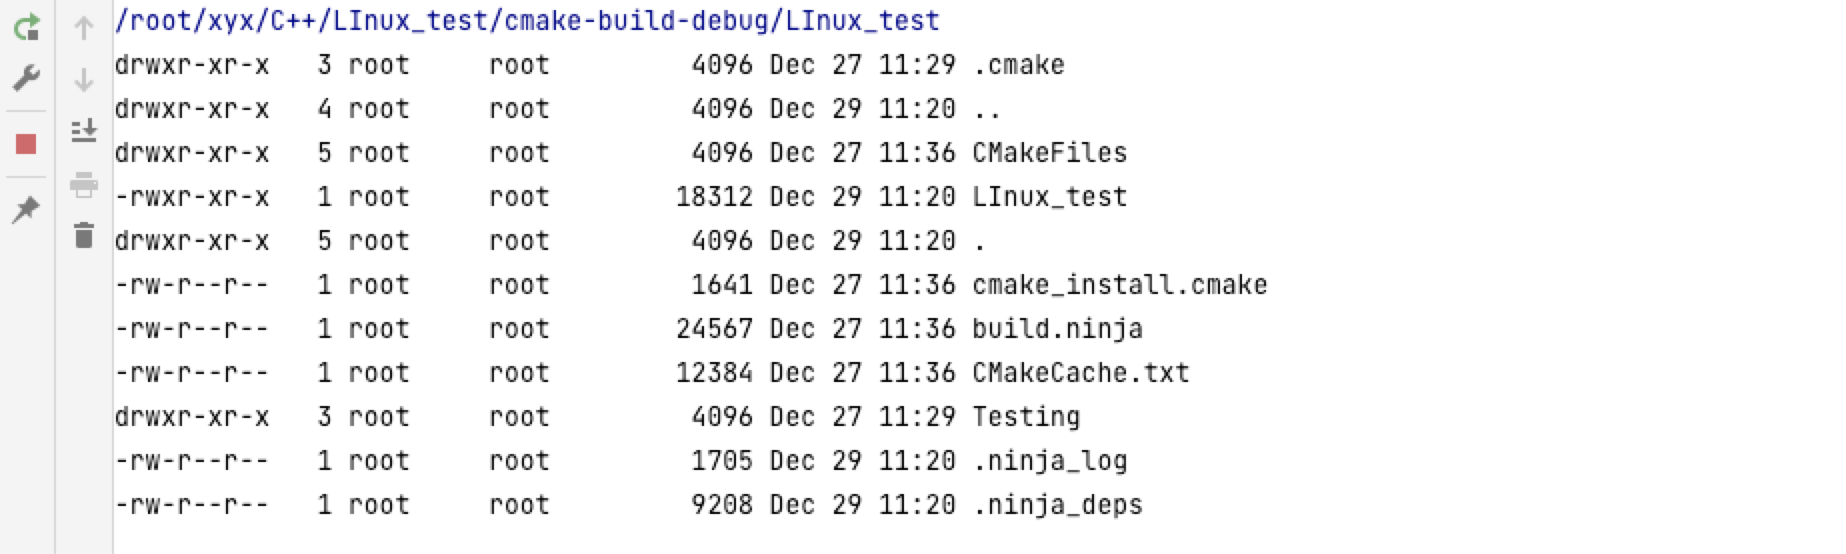 /root/xyx/C++/LInux_test/cmake-build-debug/LInux_test
drwxr-xr-x   3 root     root         4096 Dec 27 11:29 .cmake
drwxr-xr-x   4 root     root         4096 Dec 29 11:20 ..
drwxr-xr-x   5 root     root         4096 Dec 27 11:36 CMakeFiles
-rwxr-xr-x   1 root     root        18312 Dec 29 11:20 LInux_test
drwxr-xr-x   5 root     root         4096 Dec 29 11:20 .
-rw-r--r--   1 root     root         1641 Dec 27 11:36 cmake_install.cmake
-rw-r--r--   1 root     root        24567 Dec 27 11:36 build.ninja
-rw-r--r--   1 root     root        12384 Dec 27 11:36 CMakeCache.txt
drwxr-xr-x   3 root     root         4096 Dec 27 11:29 Testing
-rw-r--r--   1 root     root         1705 Dec 29 11:20 .ninja_log
-rw-r--r--   1 root     root         9208 Dec 29 11:20 .ninja_deps